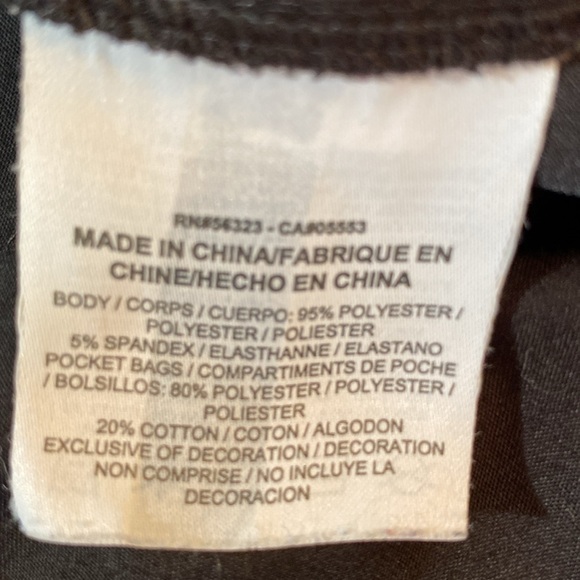 RN#56323 - CA#05553
MADE IN CHINA/FABRIQUE EN
CHINE/HECHO EN CHINA
BODY / CORPS / CUERPO: 95% POLYESTER /
POLYESTER / POLIESTER
5% SPANDEX / ELASTHANNE / ELASTANO
POCKET BAGS / COMPARTIMENTS DE POCHE
/ BOLSILLOS: 80% POLYESTER / POLYESTER /
POLIESTER
20% COTTON / COTON / ALGODON
EXCLUSIVE OF DECORATION / DECORATION
NON COMPRISE / NO INCLUYE LA
DECORACION